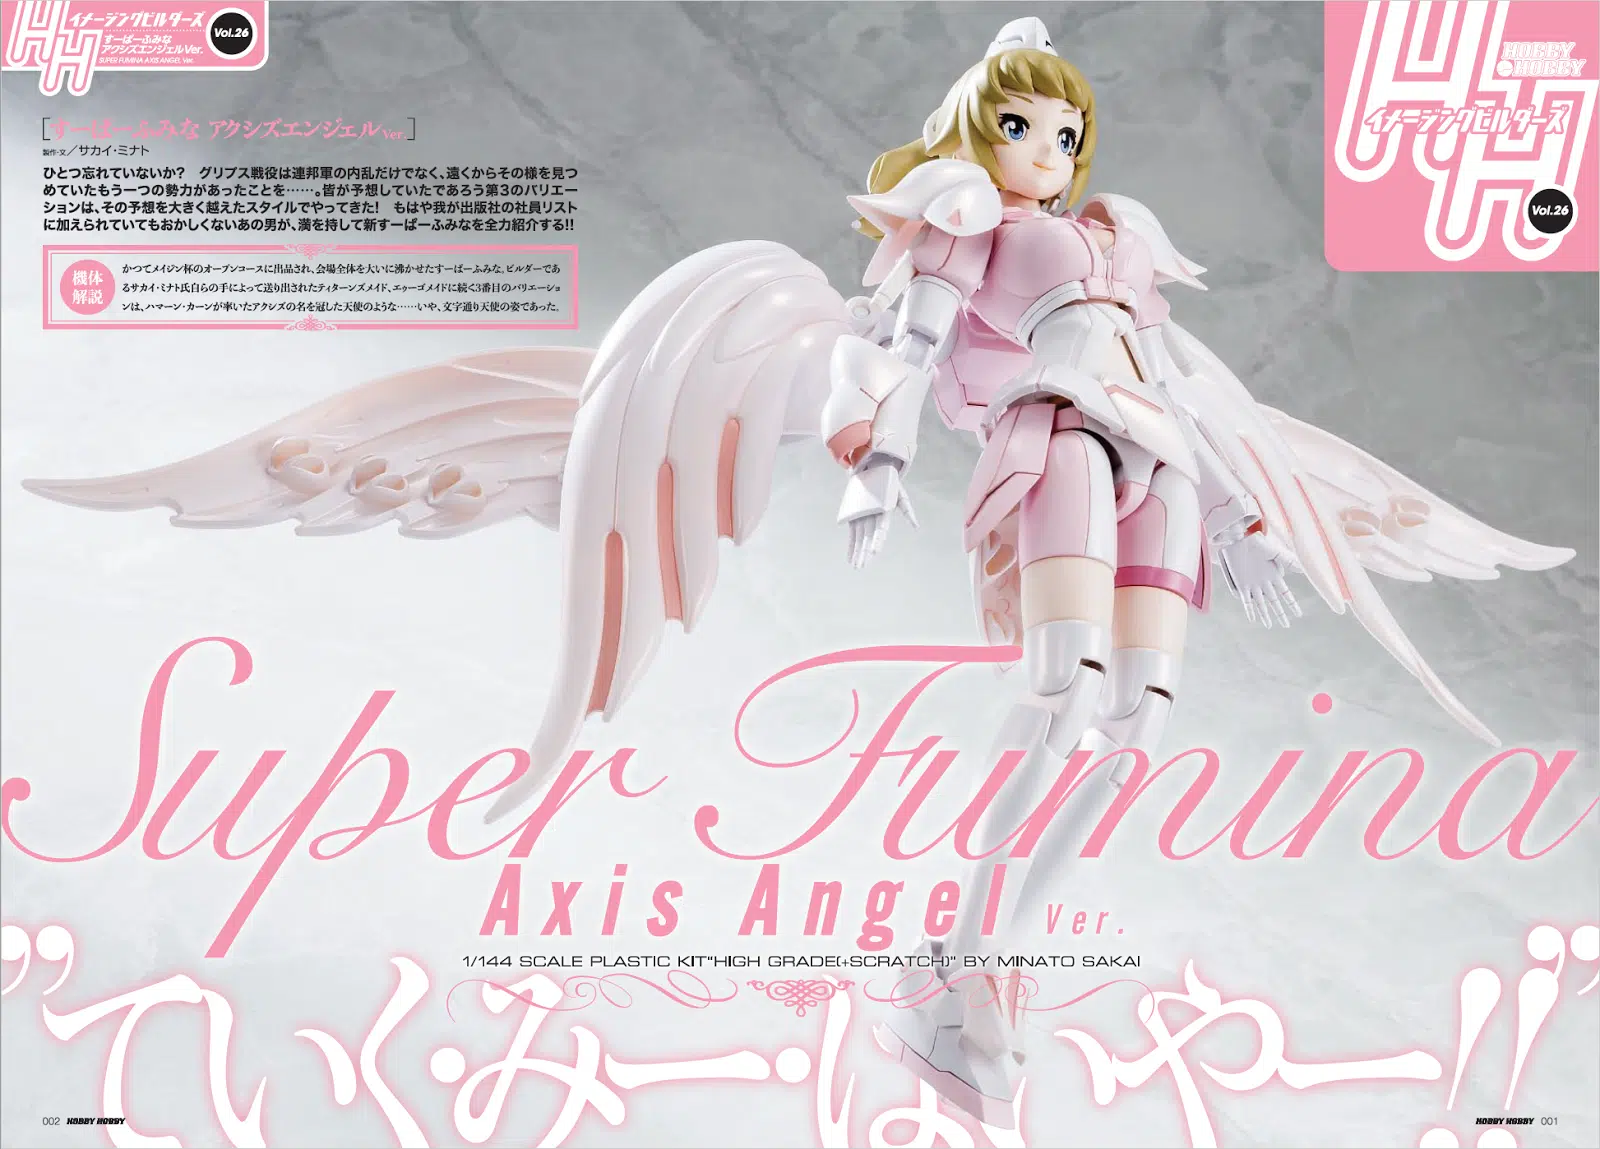 HH
イメージングビルダーズ
すーぱーふみな
アクシズエンジェルVer.
SUPER FUMINA AXIS ANGEL Ver.
Vol.26
HOBBY
HOBBY
イメージングビルダーズ
HH
Vol.26
[すーぱーふみな アクシズエンジェルVer.]
製作・文／サカイ・ミナト
ひとつ忘れていないか？　グリプス戦役は連邦軍の内乱だけでなく、遠くからその様を見つ
めていたもう一つの勢力があったことを……。皆が予想していたであろう第3のバリエー
ションは、その予想を大きく越えたスタイルでやってきた！　もはや我が出版社の社員リスト
に加えられていてもおかしくないあの男が、満を持して新すーぱーふみなを全力紹介する!!
機体
解説
かつてメイジン杯のオープンコースに出品され、会場全体を大いに沸かせたすーぱーふみな。ビルダーであ
るサカイ・ミナト氏自らの手によって送り出されたティターンズメイド、エゥーゴメイドに続く3番目のバリエーショ
ンは、ハマーン・カーンが率いたアクシズの名を冠した天使のような……いや、文字通り天使の姿であった。
Super Fumina
Axis Angel Ver.
1/144 SCALE PLASTIC KIT"HIGH GRADE(+SCRATCH)" BY MINATO SAKAI
”ていく・みー・はいやー!!”
002 HOBBY HOBBY
HOBBY HOBBY 001